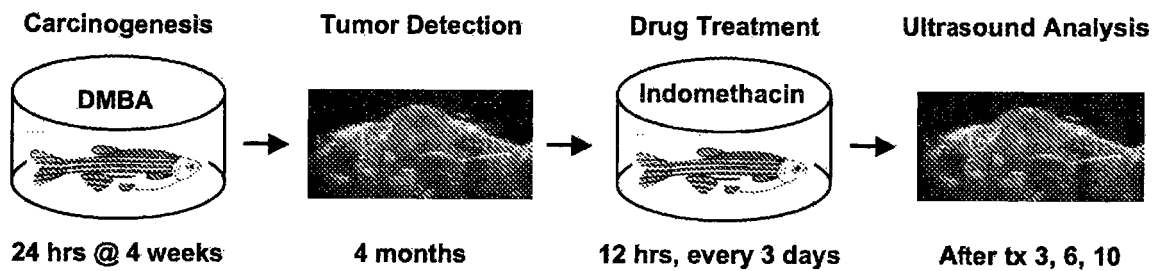 Carcinogenesis
Tumor Detection
Drug Treatment
Ultrasound Analysis
DMBA
Indomethacin
24 hrs @ 4 weeks
4 months
12 hrs, every 3 days
After tx 3, 6, 10